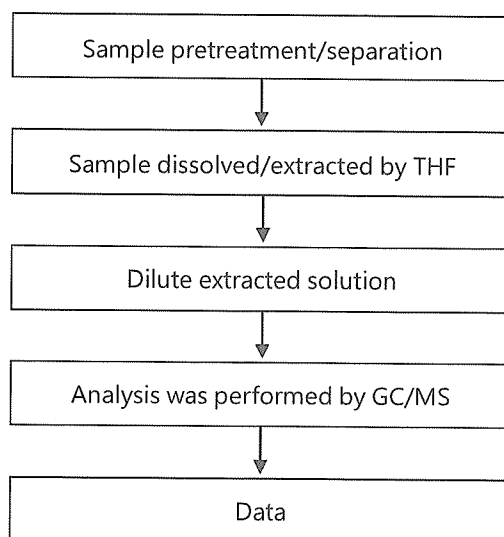 Sample pretreatment/separation
Sample dissolved/extracted by THF
Dilute extracted solution
Analysis was performed by GC/MS
Data